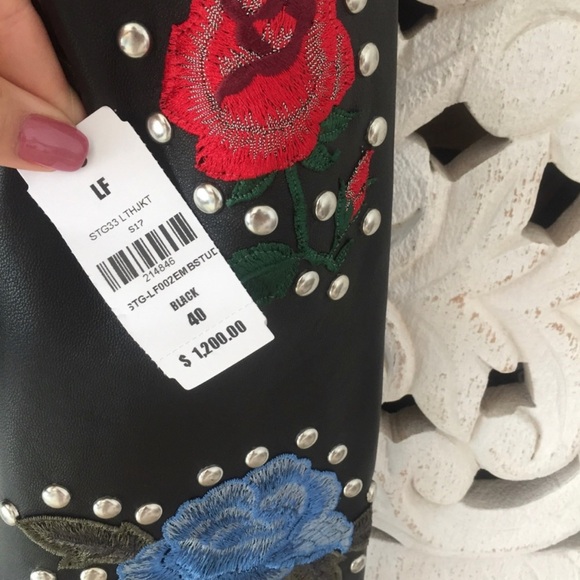 LF
STG33 LTHJKT
S17
214846
STG-LF002EMBSTUD
BLACK
40
$ 1,200.00